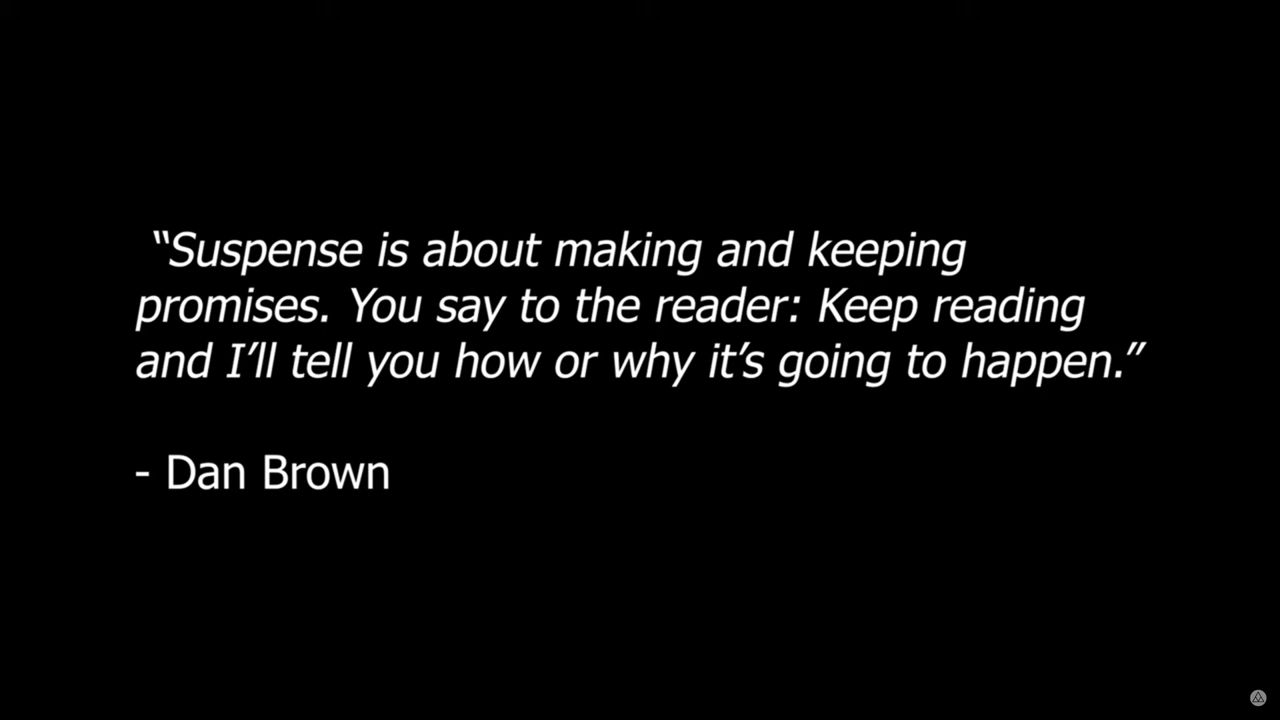 “Suspense is about making and keeping
promises. You say to the reader: Keep reading
and I’ll tell you how or why it’s going to happen.”
- Dan Brown